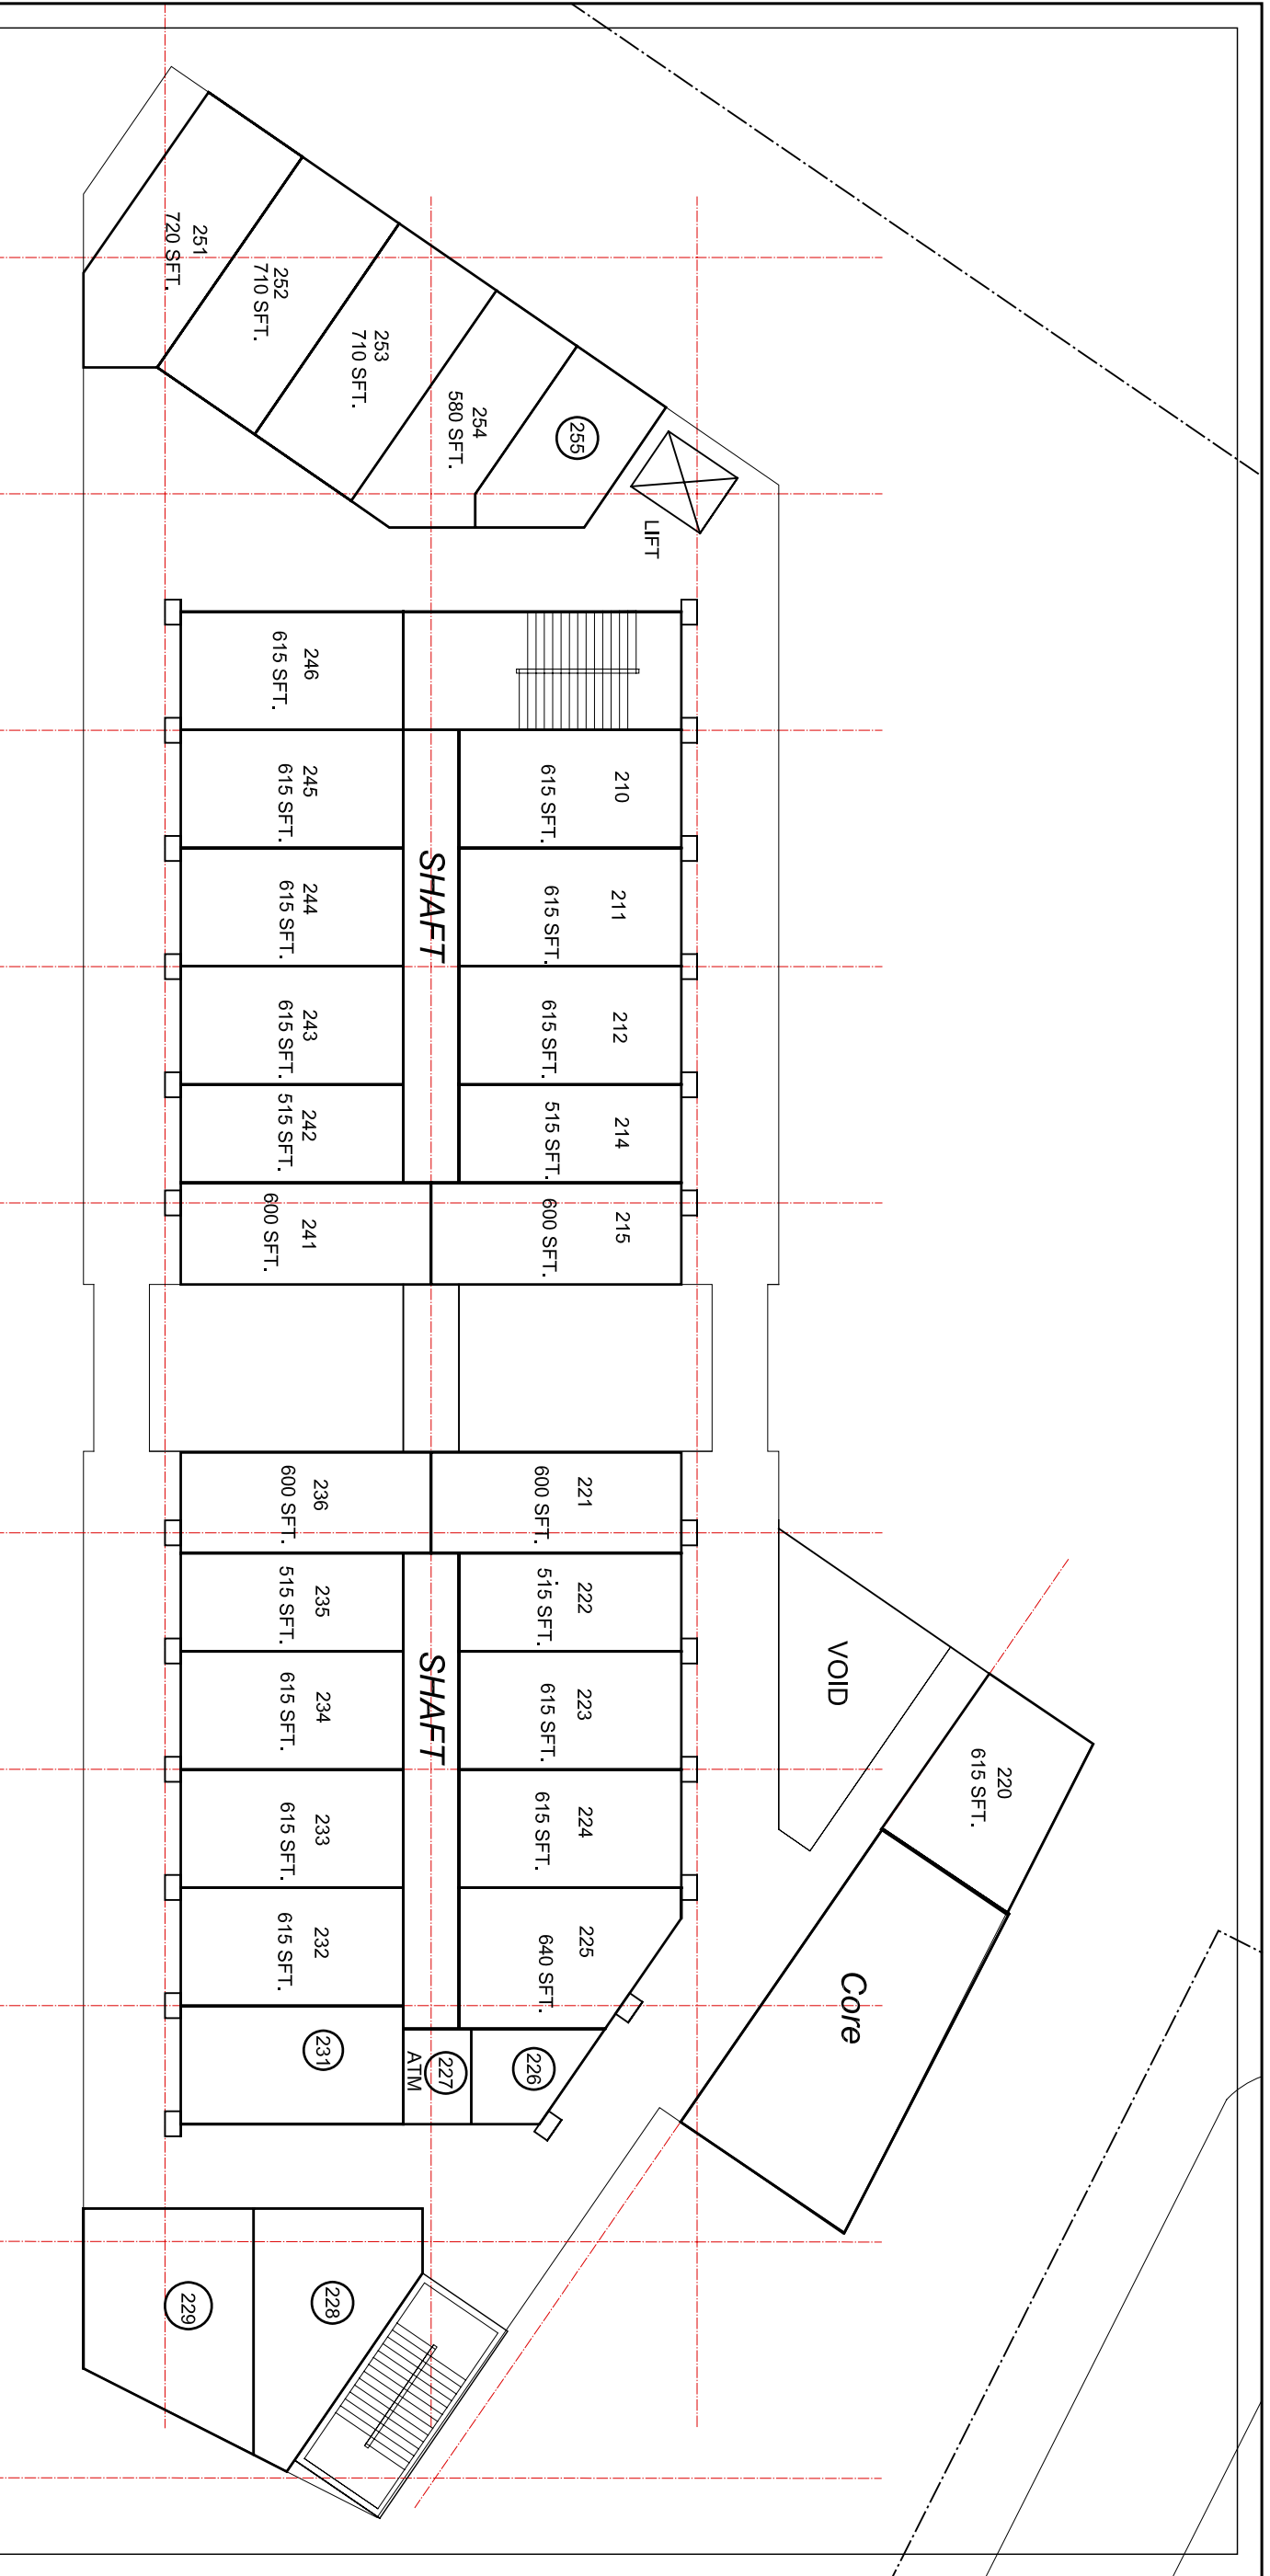 251
720 SFT.
252
710 SFT.
253
710 SFT.
254
580 SFT.
255
LIFT
246
615 SFT.
245
615 SFT.
244
615 SFT.
243
615 SFT.
242
515 SFT.
241
600 SFT.
SHAFT
210
615 SFT.
211
615 SFT.
212
615 SFT.
214
515 SFT.
215
600 SFT.
221
600 SFT.
222
515 SFT.
223
615 SFT.
224
615 SFT.
225
640 SFT.
226
227
ATM
SHAFT
236
600 SFT.
235
515 SFT.
234
615 SFT.
233
615 SFT.
232
615 SFT.
231
VOID
220
615 SFT.
Core
228
229